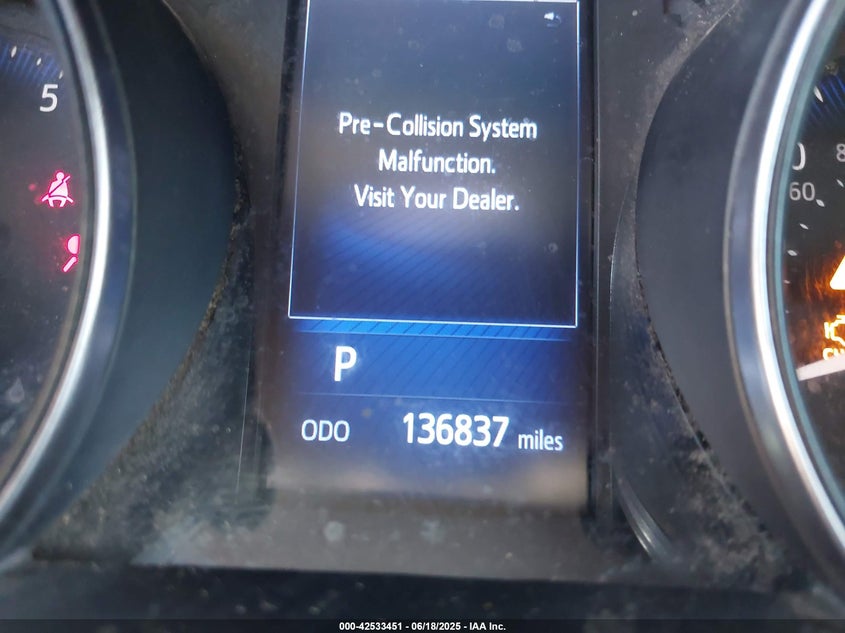 5
Pre-Collision System
Malfunction.
Visit Your Dealer.
60
P
ODO 136837 miles
000-42533451 - 06/18/2025 - IAA Inc.